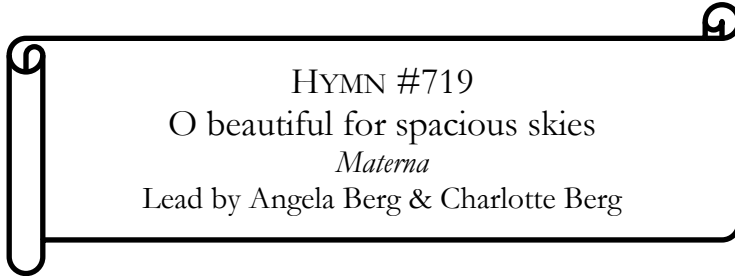 HYMN #719
O beautiful for spacious skies
Materna
Lead by Angela Berg & Charlotte Berg